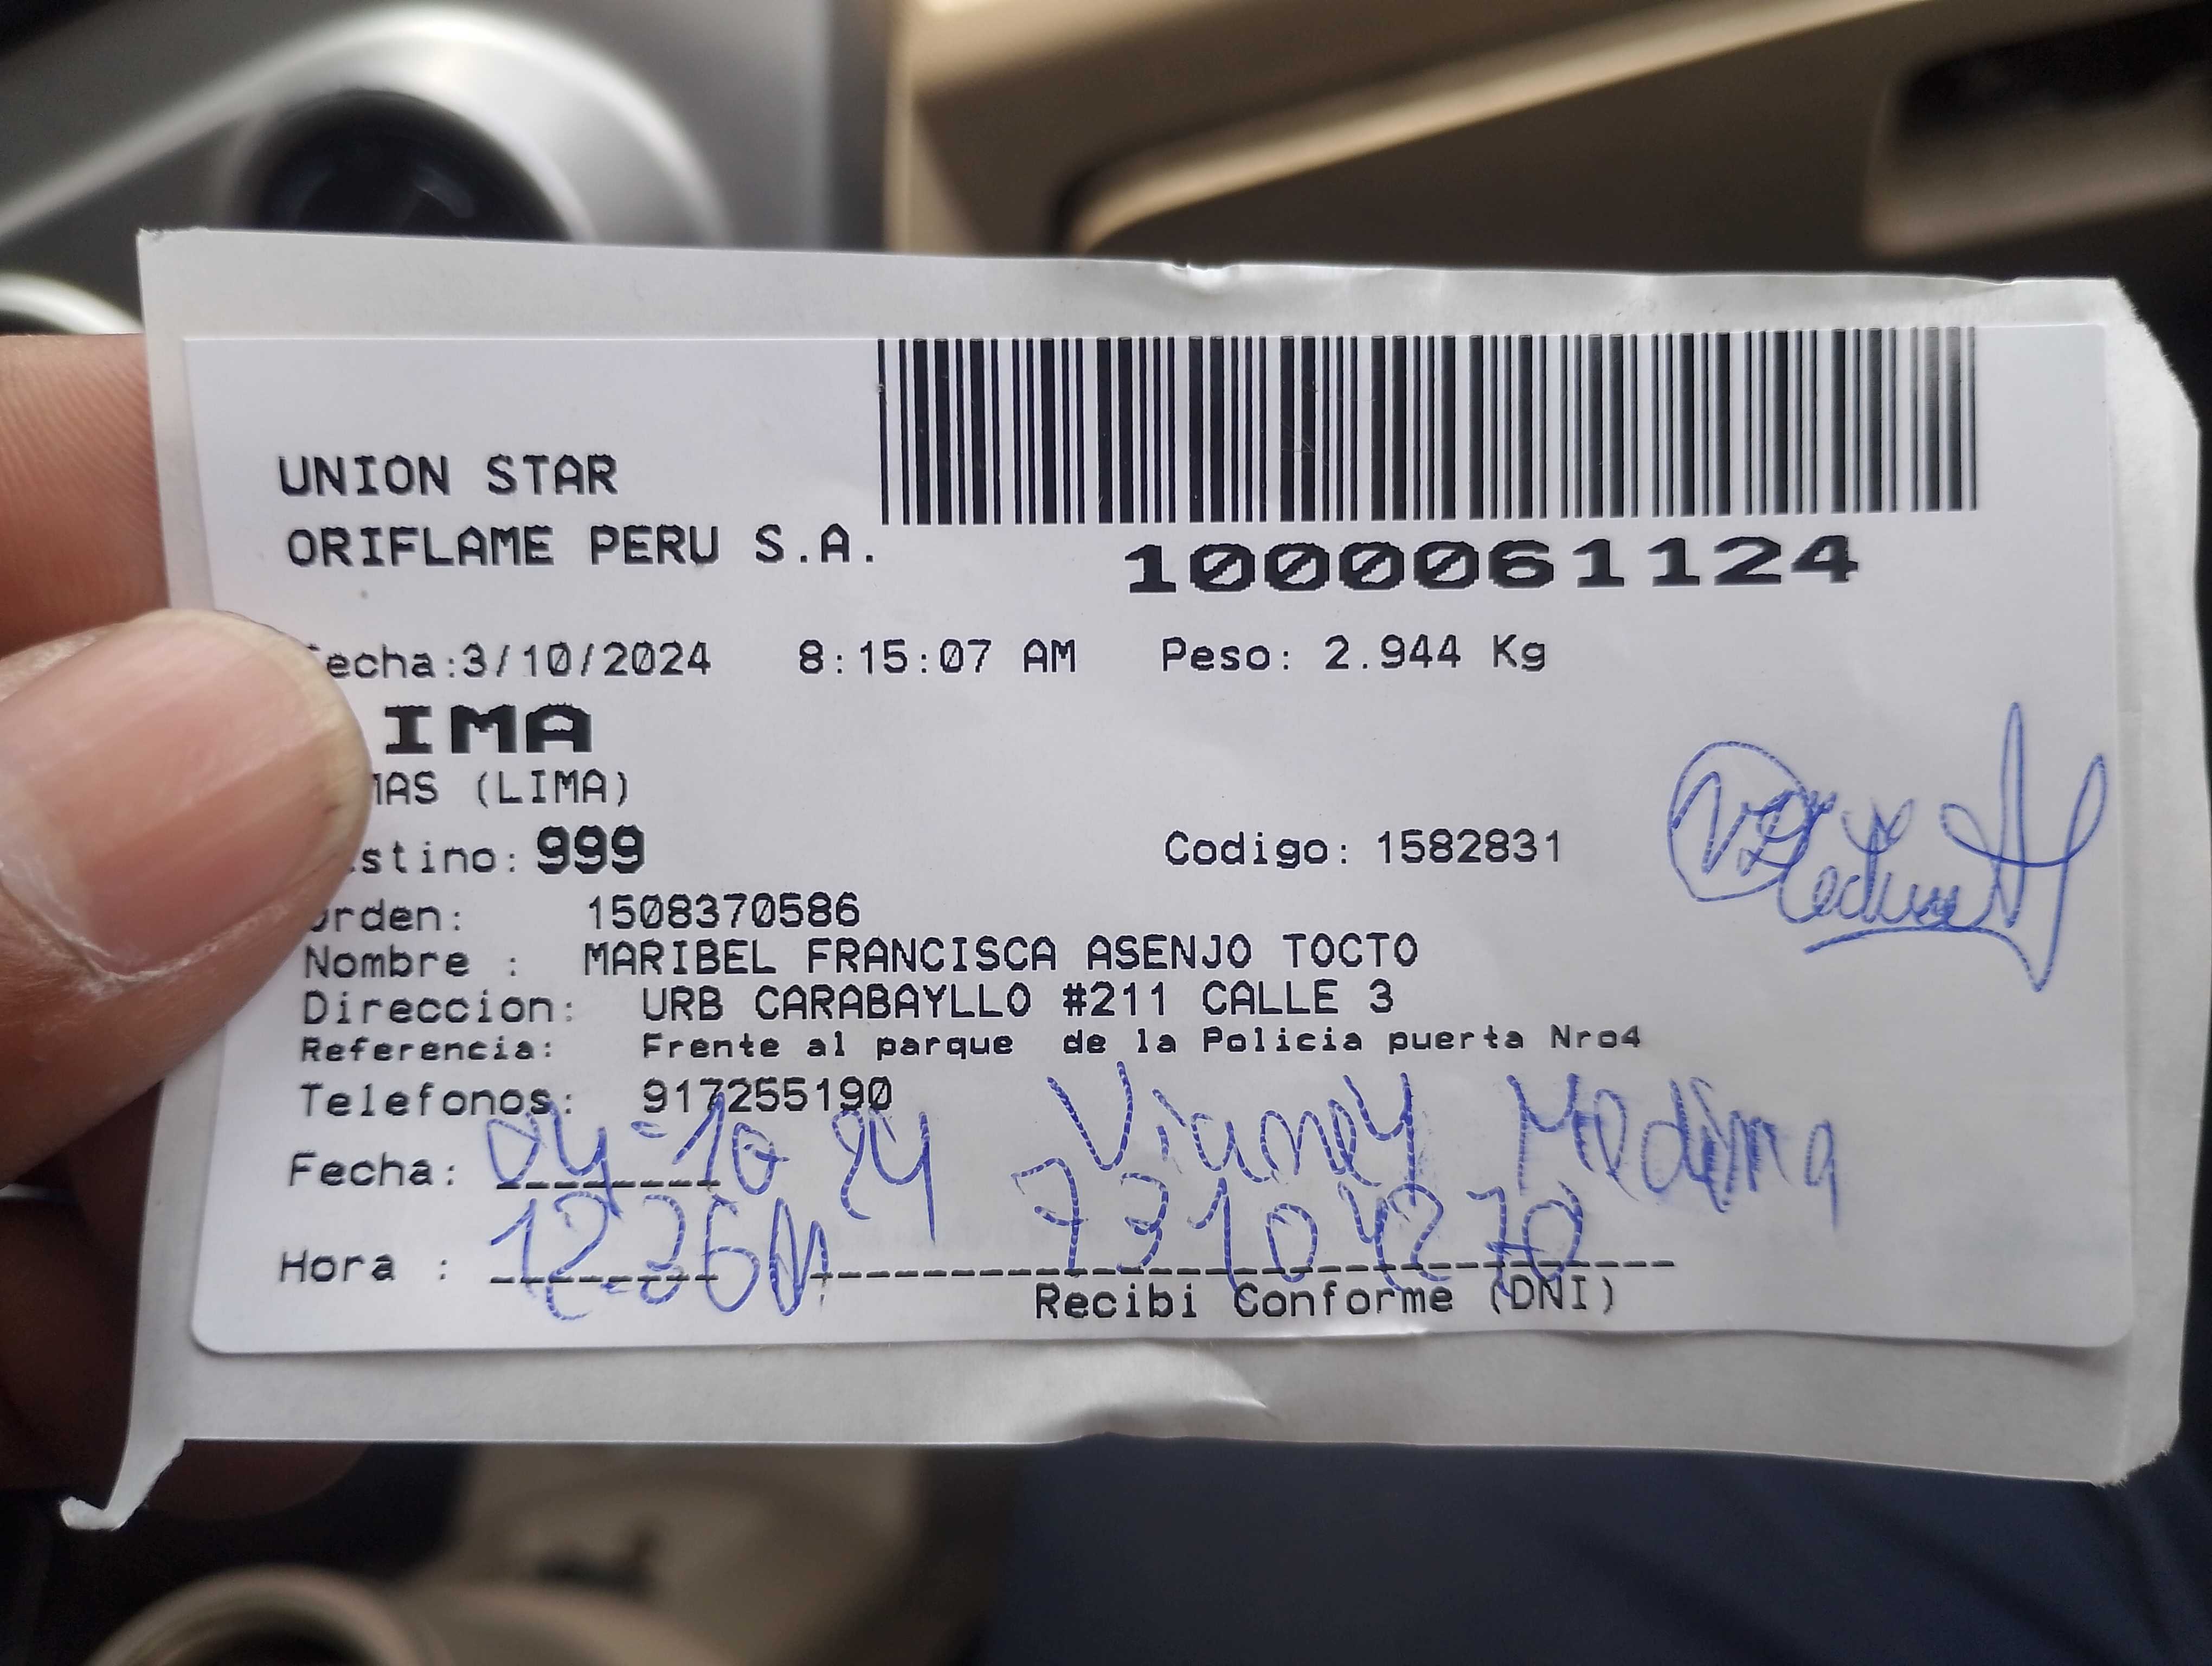 UNION STAR
ORIFLAME PERU S.A.
1000061124
echa:3/10/2024 8:15:07 AM Peso: 2.944 Kg
IMA
MAS (LIMA)
stino: 999 Codigo: 1582831
rden: 1508370586
Nombre : MARIBEL FRANCISCA ASENJO TOCTO
Direccion: URB CARABAYLLO #211 CALLE 3
Referencia: Frente al parque de la Policia puerta Nro4
Telefonos: 917255190
Fecha: 04-10 24 Vianney Medina
Hora : 12:36 73104270
Recibi Conforme (DNI)